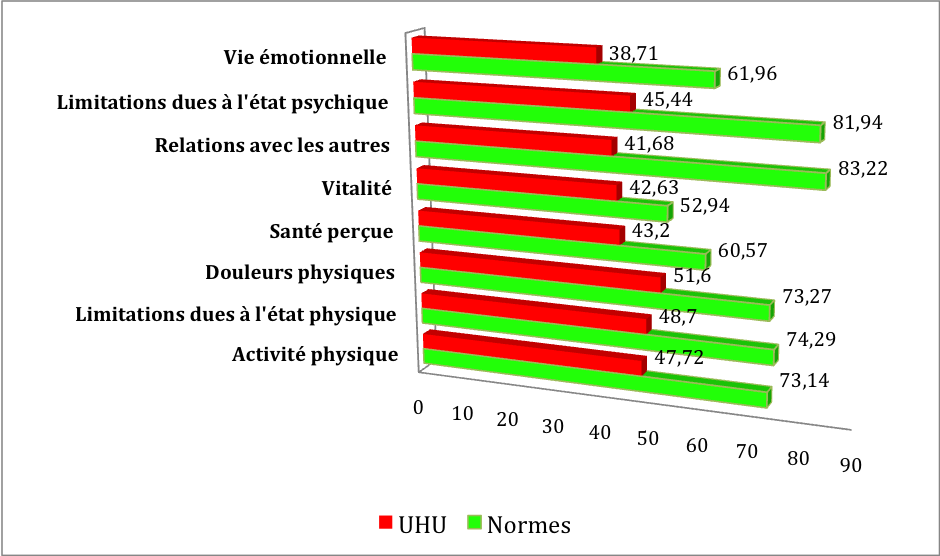 Vie émotionnelle 38,71 61,96
Limitations dues à l'état psychique 45,44 81,94
Relations avec les autres 41,68 83,22
Vitalité 42,63 52,94
Santé perçue 43,2 60,57
Douleurs physiques 51,6 73,27
Limitations dues à l'état physique 48,7 74,29
Activité physique 47,72 73,14
0 10 20 30 40 50 60 70 80 90
UHU Normes